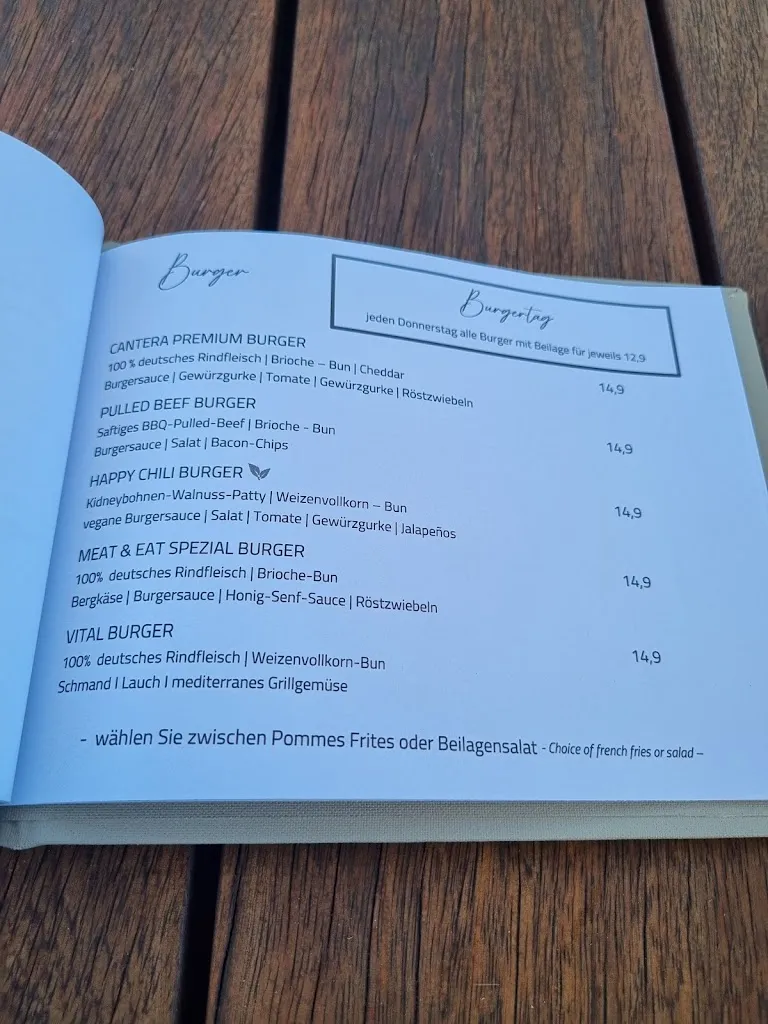 Burger
Burgertag
jeden Donnerstag alle Burger mit Beilage für jeweils 12,9
CANTERA PREMIUM BURGER
100 % deutsches Rindfleisch | Brioche – Bun | Cheddar
Burgersauce | Gewürzgurke | Tomate | Gewürzgurke | Röstzwiebeln
14,9
PULLED BEEF BURGER
Saftiges BBQ-Pulled-Beef | Brioche - Bun
Burgersauce | Salat | Bacon-Chips
14,9
HAPPY CHILI BURGER
Kidneybohnen-Walnuss-Patty | Weizenvollkorn – Bun
vegane Burgersauce | Salat | Tomate | Gewürzgurke | Jalapeños
14,9
MEAT & EAT SPEZIAL BURGER
100% deutsches Rindfleisch | Brioche-Bun
Bergkäse | Burgersauce | Honig-Senf-Sauce | Röstzwiebeln
14,9
VITAL BURGER
100% deutsches Rindfleisch | Weizenvollkorn-Bun
Schmand I Lauch I mediterranes Grillgemüse
14,9
- wählen Sie zwischen Pommes Frites oder Beilagensalat - Choice of french fries or salad –